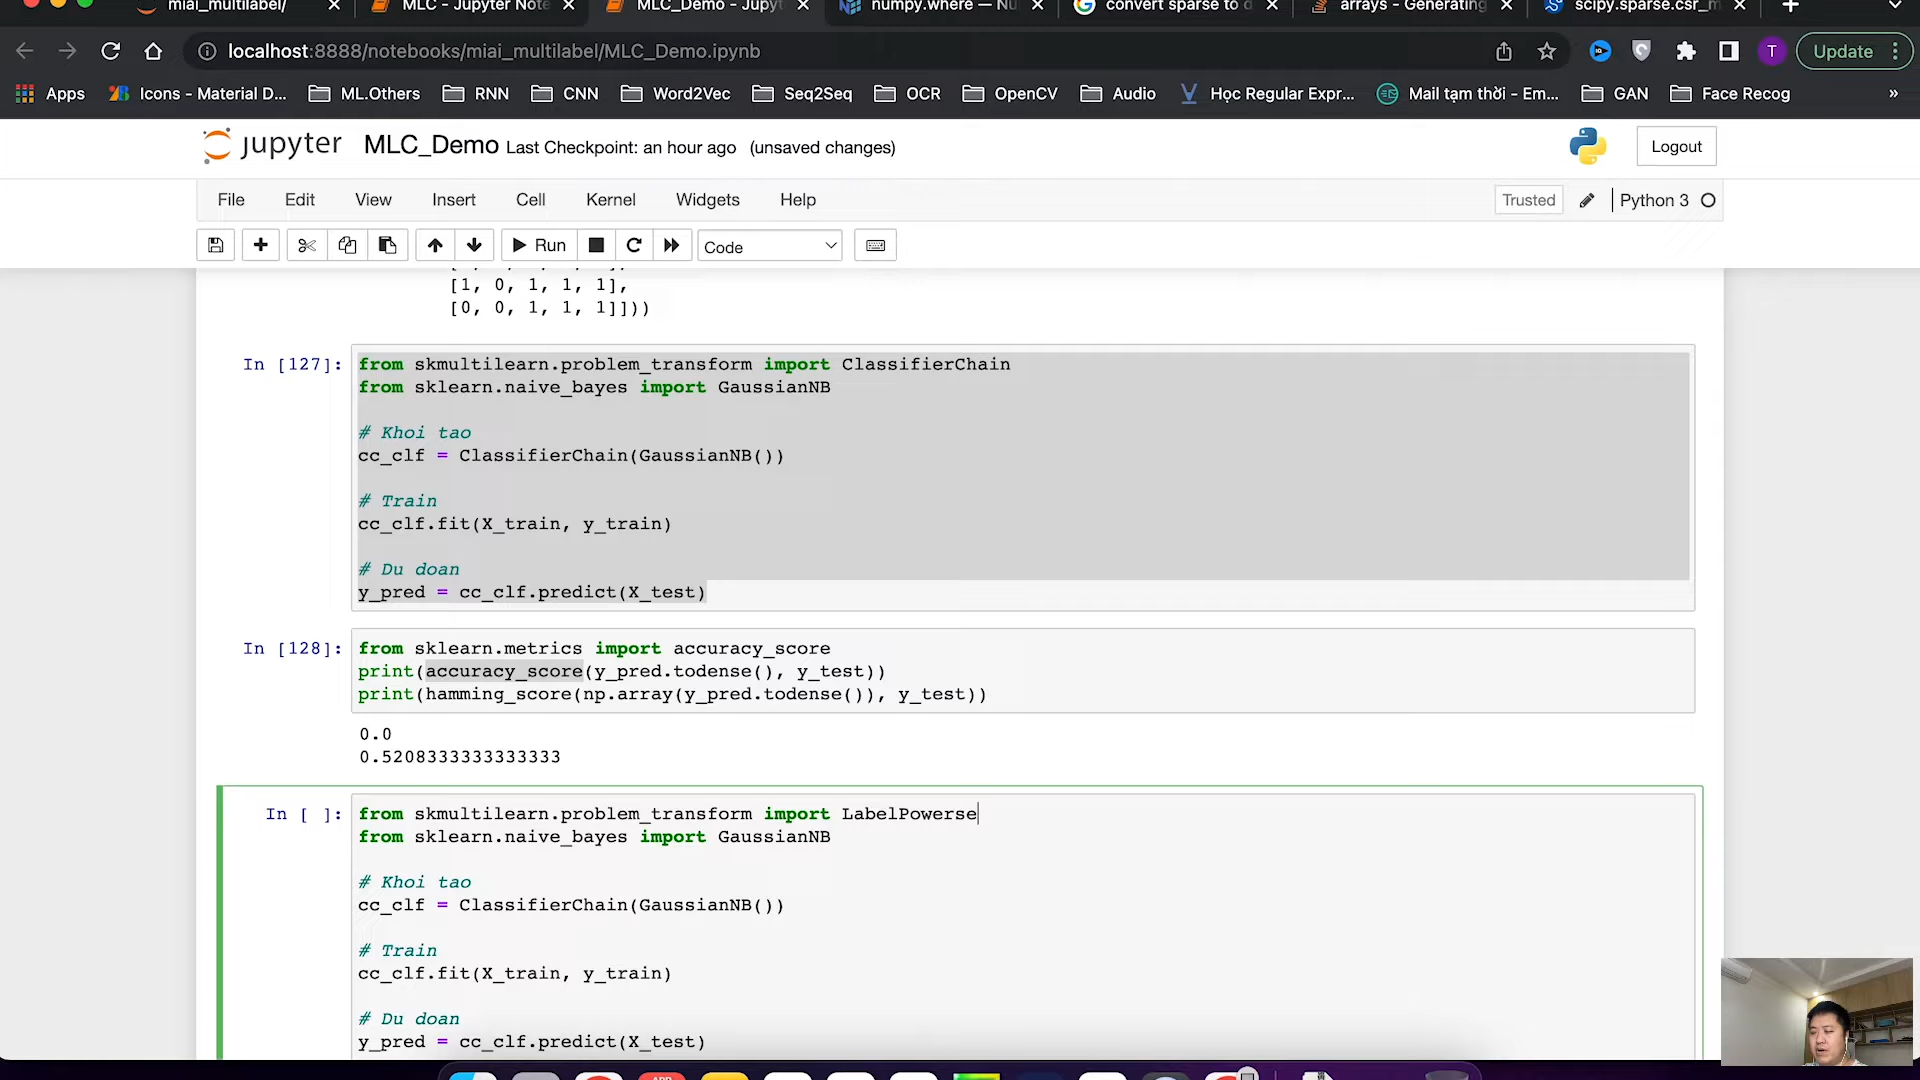 miai_multilabel/
MLC - Jupyter Note
MLC_Demo - Jupyt
numpy.where — Nu
convert sparse to d
arrays - Generating
scipy.sparse.csr_m
localhost:8888/notebooks/miai_multilabel/MLC_Demo.ipynb
T
Update
Apps
Icons - Material D...
ML.Others
RNN
CNN
Word2Vec
Seq2Seq
OCR
OpenCV
Audio
Học Regular Expr...
Mail tạm thời - Em...
GAN
Face Recog
»
jupyter
MLC_Demo Last Checkpoint: an hour ago (unsaved changes)
Logout
File
Edit
View
Insert
Cell
Kernel
Widgets
Help
Trusted
Python 3
Run
Code
[1, 0, 1, 1, 1],
[0, 0, 1, 1, 1]]))
In [127]:
from skmultilearn.problem_transform import ClassifierChain
from sklearn.naive_bayes import GaussianNB
# Khoi tao
cc_clf = ClassifierChain(GaussianNB())
# Train
cc_clf.fit(X_train, y_train)
# Du doan
y_pred = cc_clf.predict(X_test)
In [128]:
from sklearn.metrics import accuracy_score
print(accuracy_score(y_pred.todense(), y_test))
print(hamming_score(np.array(y_pred.todense()), y_test))
0.0
0.5208333333333333
In [ ]:
from skmultilearn.problem_transform import LabelPowerse
from sklearn.naive_bayes import GaussianNB
# Khoi tao
cc_clf = ClassifierChain(GaussianNB())
# Train
cc_clf.fit(X_train, y_train)
# Du doan
y_pred = cc_clf.predict(X_test)